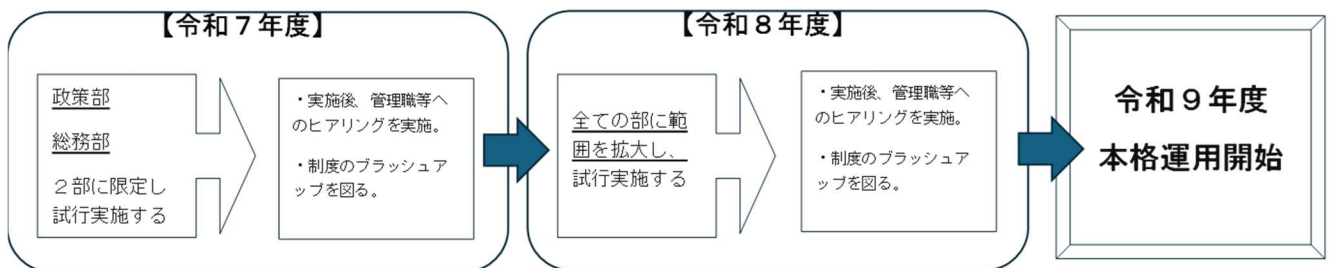 【令和７年度】
政策部
総務部
２部に限定し
試行実施する
・実施後、管理職等へ
のヒアリングを実施。
・制度のブラッシュア
ップを図る。
【令和８年度】
全ての部に範
囲を拡大し、
試行実施する
・実施後、管理職等へ
のヒアリングを実施。
・制度のブラッシュア
ップを図る。
令和９年度
本格運用開始